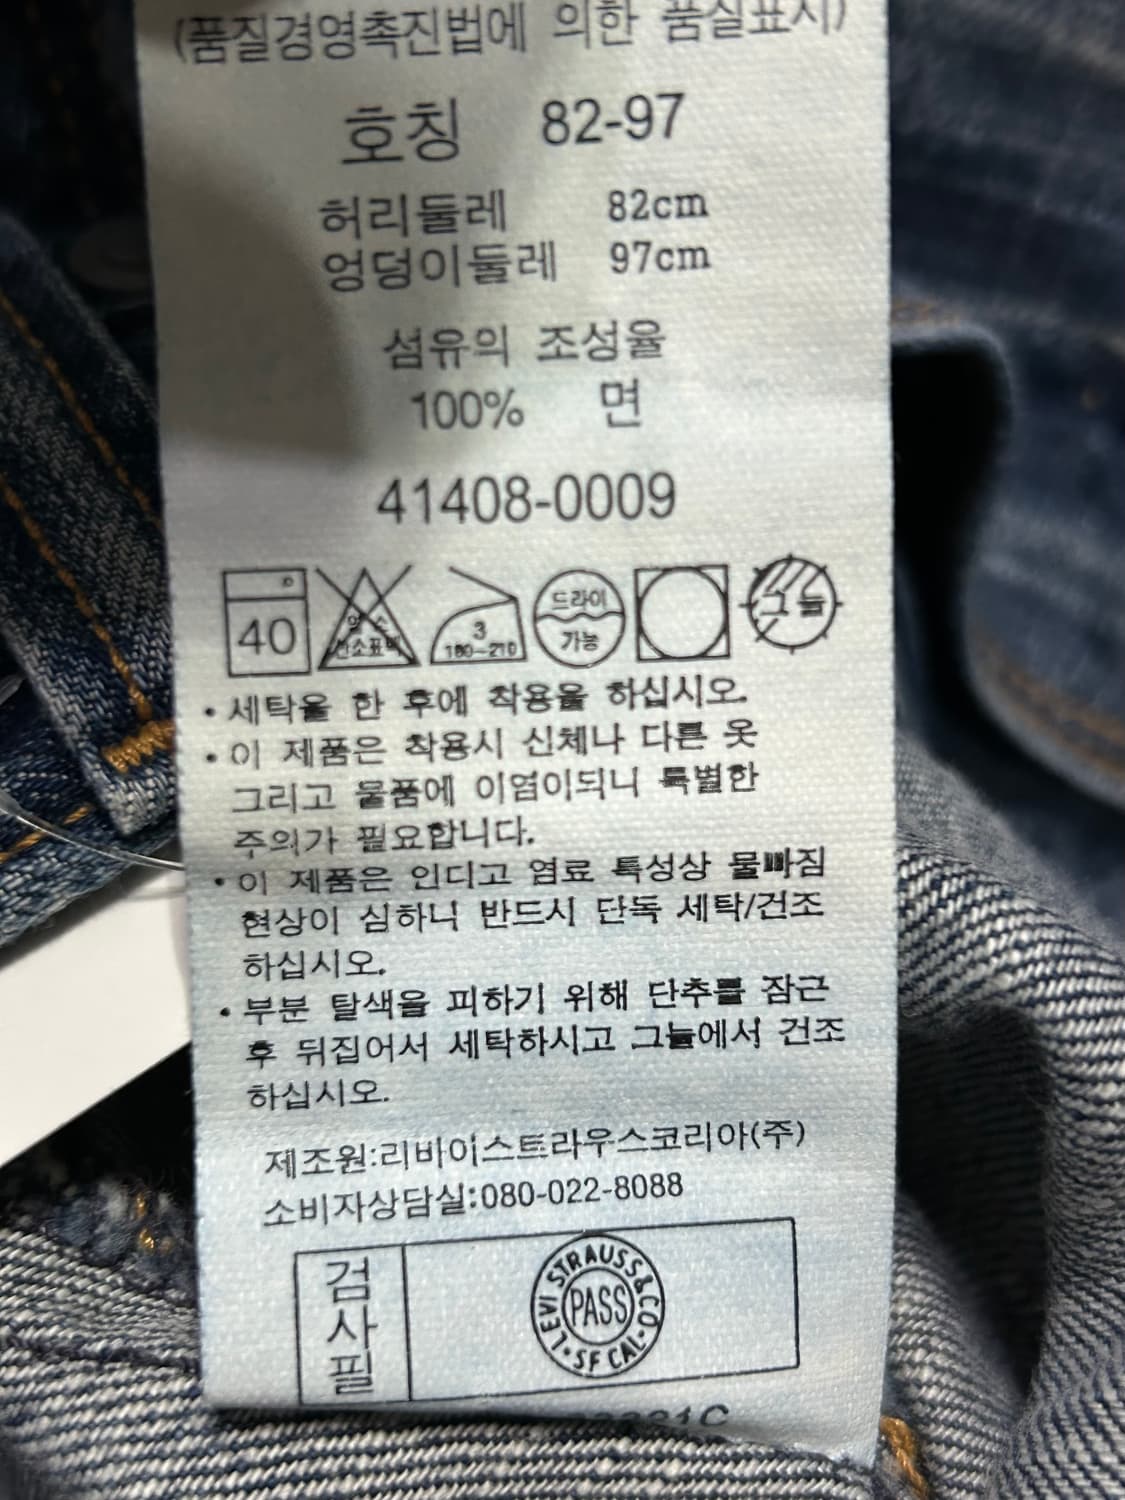 (품질경영촉진법에 의한 품질표시)
호칭 82-97
허리둘레 82cm
엉덩이둘레 97cm
섬유의 조성율
100% 면
41408-0009
40
3
180~210
드라이
가능
그늘
• 세탁을 한 후에 착용을 하십시오.
• 이 제품은 착용시 신체나 다른 옷
그리고 물품에 이염이되니 특별한
주의가 필요합니다.
• 이 제품은 인디고 염료 특성상 물빠짐
현상이 심하니 반드시 단독 세탁/건조
하십시오.
• 부분 탈색을 피하기 위해 단추를 잠근
후 뒤집어서 세탁하시고 그늘에서 건조
하십시오.
제조원:리바이스트라우스코리아(주)
소비자상담실:080-022-8088
검사필
LEVI STRAUSS & CO. SF CAL.
PASS